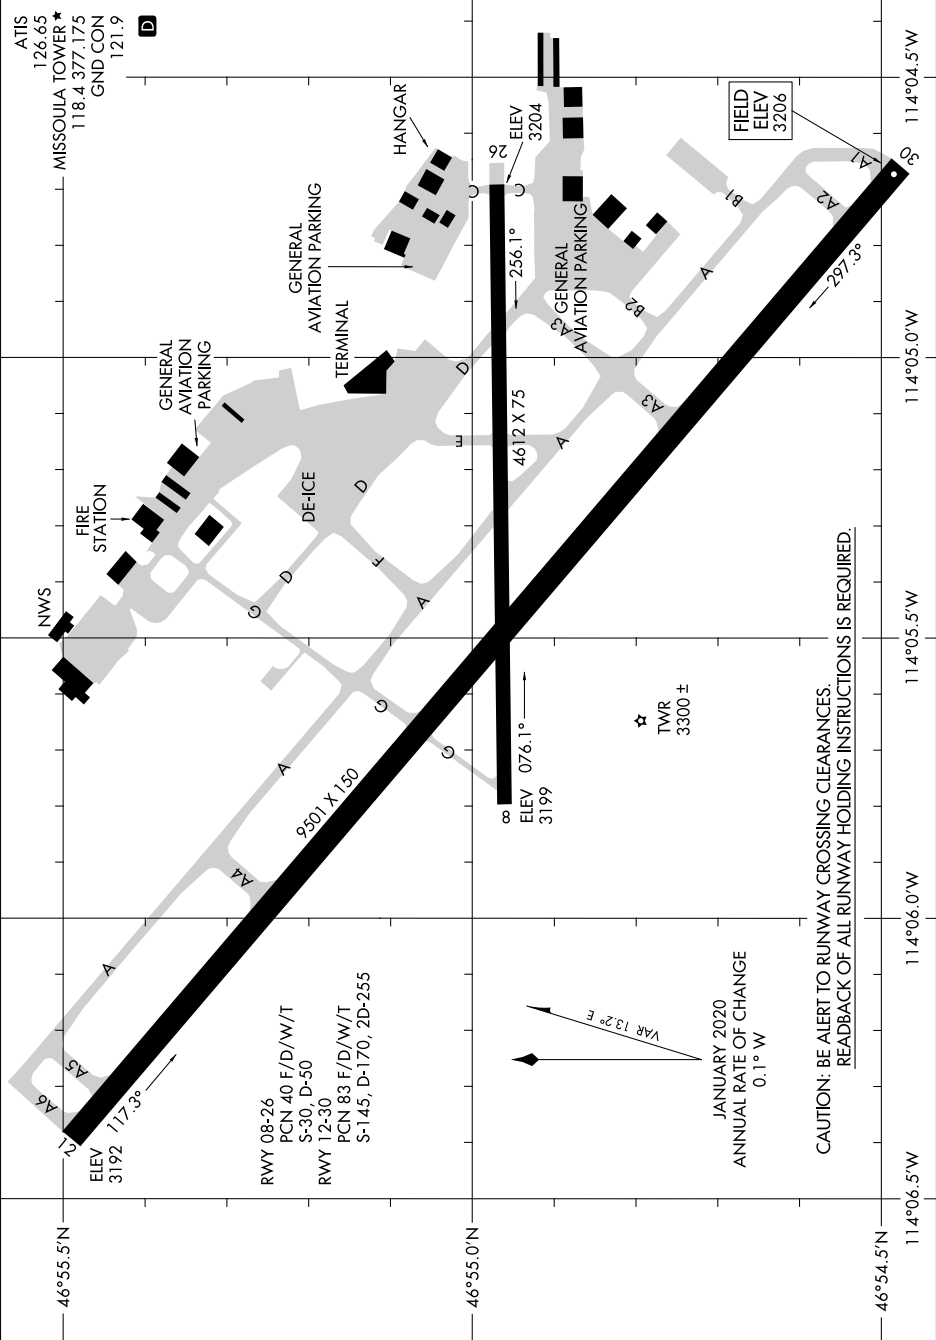 ATIS
126.65
MISSOULA TOWER★
118.4 377.175
GND CON
121.9
D
HANGAR
GENERAL
AVIATION PARKING
TERMINAL
GENERAL
AVIATION
PARKING
FIRE
STATION
NWS
DE-ICE
ELEV
3204
26
FIELD
ELEV
3206
30
C
C
256.1°
GENERAL
AVIATION PARKING
A1
A2
B1
A
B2
A3
A3
297.3°
D
E
4612 X 75
A
D
F
A
D
G
G
G
A
9501 X 150
076.1°
8
ELEV
3199
TWR
3300±
A4
A
A5
A6
117.3°
12
ELEV
3192
RWY 08-26
PCN 40 F/D/W/T
S-30, D-50
RWY 12-30
PCN 83 F/D/W/T
S-145, D-170, 2D-255
VAR 13.2° E
JANUARY 2020
ANNUAL RATE OF CHANGE
0.1° W
CAUTION: BE ALERT TO RUNWAY CROSSING CLEARANCES.
READBACK OF ALL RUNWAY HOLDING INSTRUCTIONS IS REQUIRED.
46°55.5'N
46°55.0'N
46°54.5'N
114°06.5'W
114°06.0'W
114°05.5'W
114°05.0'W
114°04.5'W